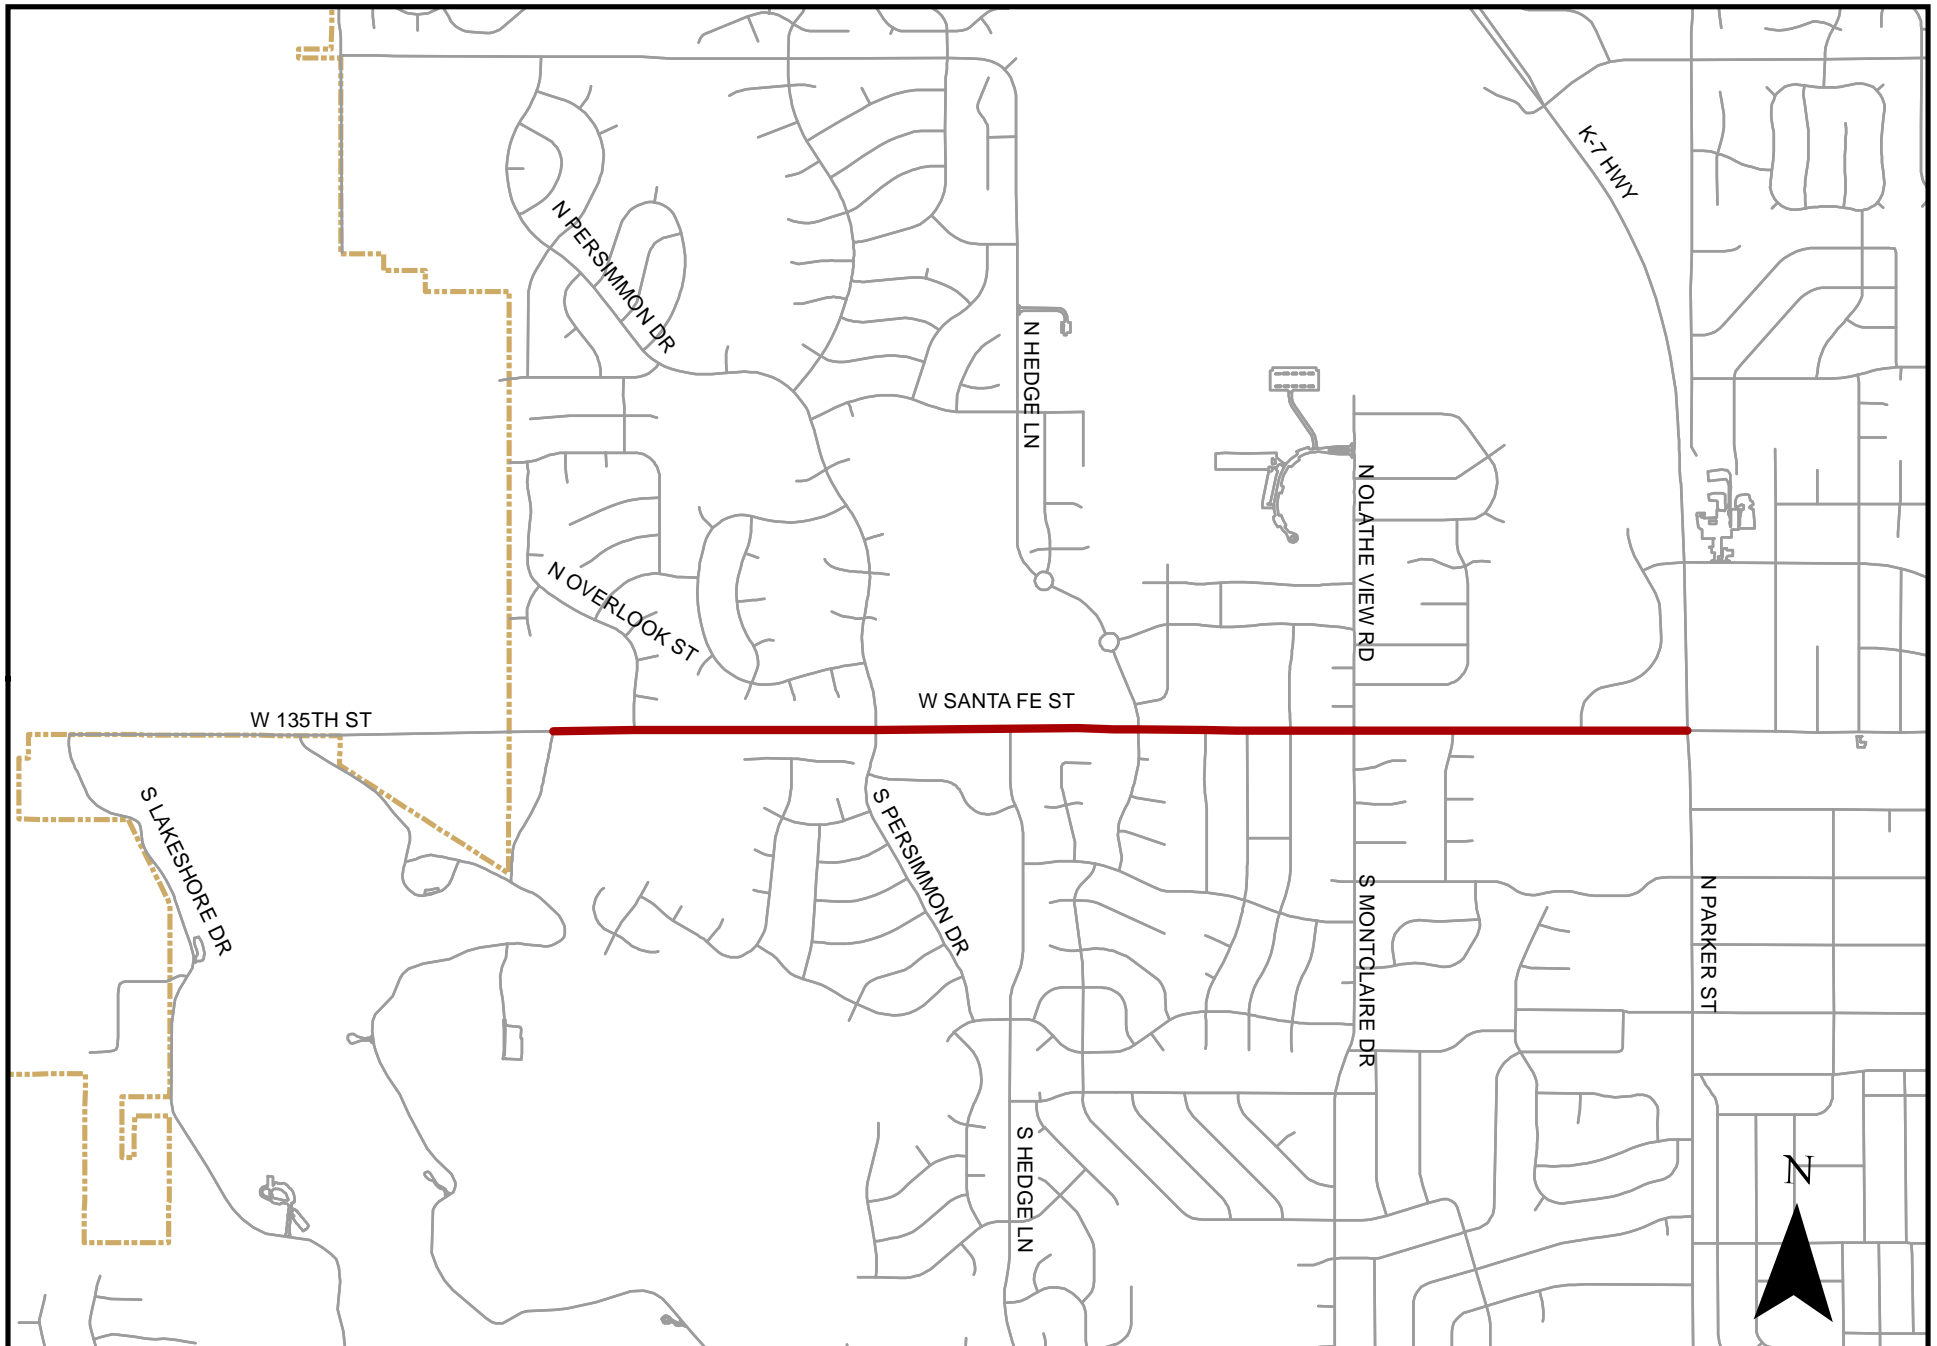 K-7 HWY
N PERSIMMON DR
N HEDGE LN
N OLATHE VIEW RD
N OVERLOOK ST
W SANTA FE ST
W 135TH ST
S LAKESHORE DR
S PERSIMMON DR
S MONTCLAIRE DR
N PARKER ST
S HEDGE LN
N